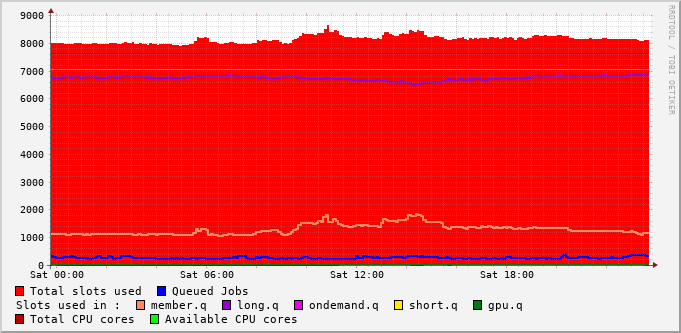 9000
8000
7000
6000
5000
4000
3000
2000
1000
0
Sat 00:00 Sat 06:00 Sat 12:00 Sat 18:00
RRDTOOL / TOBI OETIKER
Total slots used Queued Jobs
Slots used in : member.q long.q ondemand.q short.q gpu.q
Total CPU cores Available CPU cores